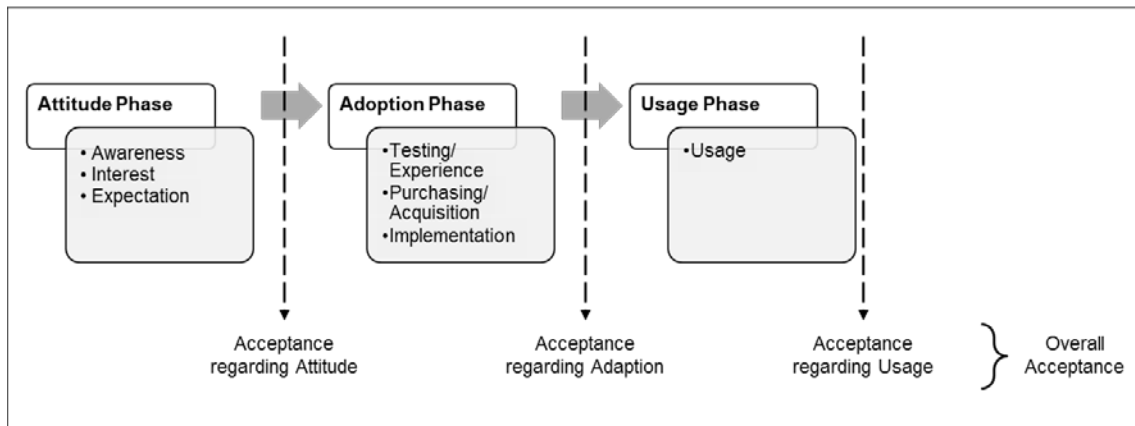 Attitude Phase
• Awareness
• Interest
• Expectation
Adoption Phase
•Testing/
Experience
•Purchasing/
Acquisition
•Implementation
Usage Phase
•Usage
Acceptance
regarding Attitude
Acceptance
regarding Adaption
Acceptance
regarding Usage
Overall
Acceptance